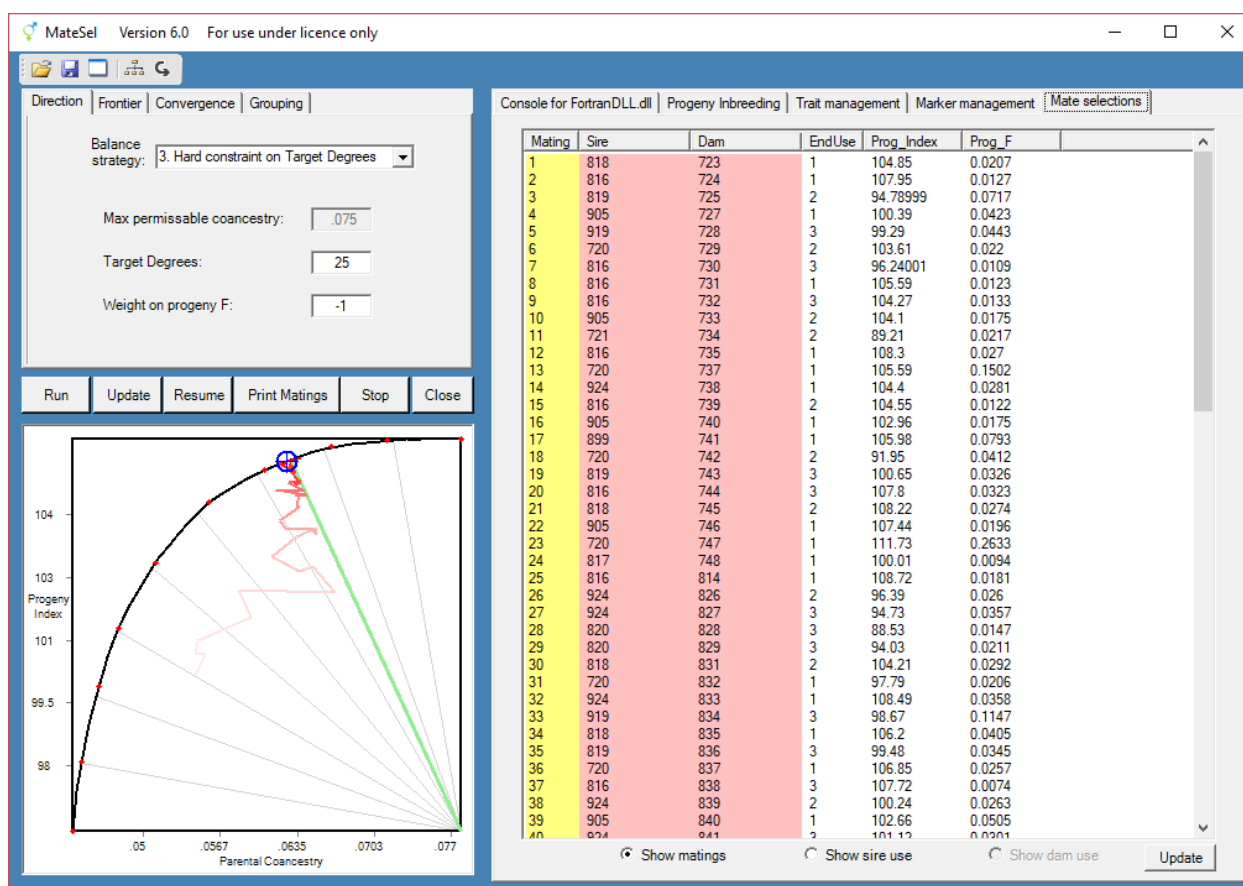 MateSel Version 6.0 For use under licence only
Direction Frontier Convergence Grouping
Balance strategy: 3. Hard constraint on Target Degrees
Max permissable coancestry: .075
Target Degrees: 25
Weight on progeny F: -1
Run Update Resume Print Matings Stop Close
104
103
Progeny
Index
101
99.5
98
.05 .0567 .0635 .0703 .077
Parental Coancestry
Console for FortranDLL.dll Progeny Inbreeding Trait management Marker management Mate selections
Mating Sire Dam EndUse Prog_Index Prog_F
1 818 723 1 104.85 0.0207
2 816 724 1 107.95 0.0127
3 819 725 2 94.78999 0.0717
4 905 727 1 100.39 0.0423
5 919 728 3 99.29 0.0443
6 720 729 2 103.61 0.022
7 816 730 3 96.24001 0.0109
8 816 731 1 105.59 0.0123
9 816 732 3 104.27 0.0133
10 905 733 2 104.1 0.0175
11 721 734 2 89.21 0.0217
12 816 735 1 108.3 0.027
13 720 737 1 105.59 0.1502
14 924 738 1 104.4 0.0281
15 816 739 2 104.55 0.0122
16 905 740 1 102.96 0.0175
17 899 741 1 105.98 0.0793
18 720 742 2 91.95 0.0412
19 819 743 3 100.65 0.0326
20 816 744 3 107.8 0.0323
21 818 745 2 108.22 0.0274
22 905 746 1 107.44 0.0196
23 720 747 1 111.73 0.2633
24 817 748 1 100.01 0.0094
25 816 814 1 108.72 0.0181
26 924 826 2 96.39 0.026
27 924 827 3 94.73 0.0357
28 820 828 3 88.53 0.0147
29 820 829 3 94.03 0.0211
30 818 831 2 104.21 0.0292
31 720 832 1 97.79 0.0206
32 924 833 1 108.49 0.0358
33 919 834 3 98.67 0.1147
34 818 835 1 106.2 0.0405
35 819 836 3 99.48 0.0345
36 720 837 1 106.85 0.0257
37 816 838 3 107.72 0.0074
38 924 839 2 100.24 0.0263
39 905 840 1 102.66 0.0505
40 924 841
Show matings Show sire use Show dam use Update